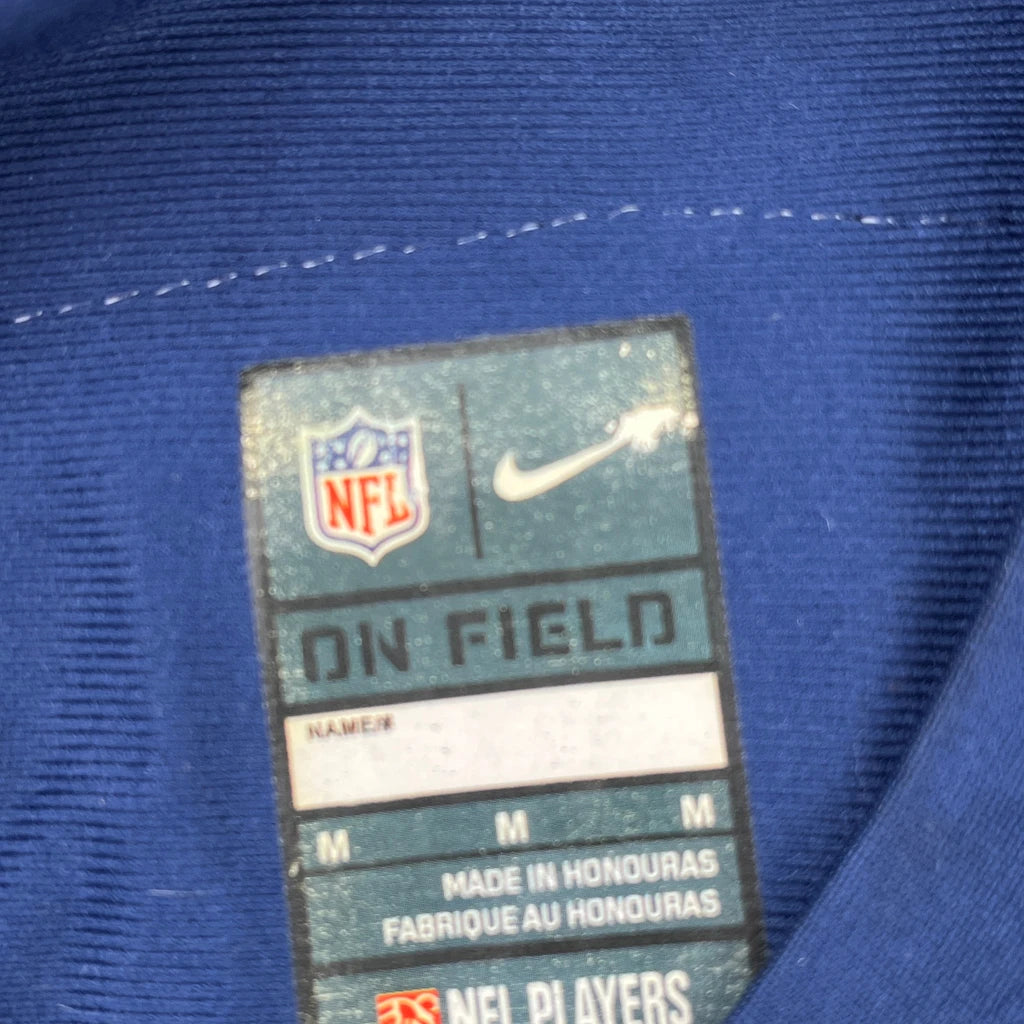 NFL
ON FIELD
NAME/#
M M M
MADE IN HONOURAS
FABRIQUE AU HONOURAS
NFL PLAYERS